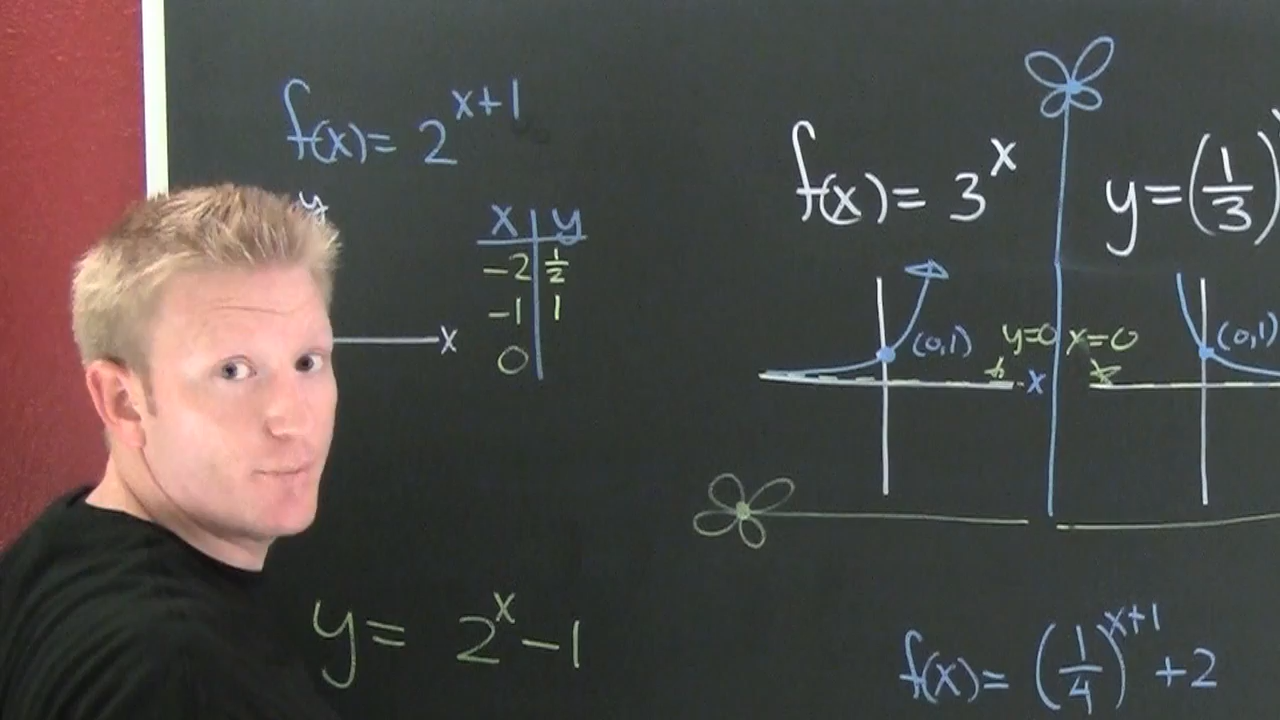 f(x) = 2^{x+1}
y
x
x | y
-2 | 1/2
-1 | 1
0 |
y = 2^x - 1
f(x) = 3^x
(0,1)
y=0
x
y = (1/3)
(0,1)
x=0
f(x) = (1/4)^{x+1} + 2